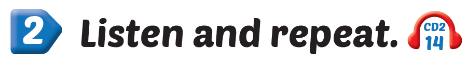 2 Listen and repeat. CD2
14